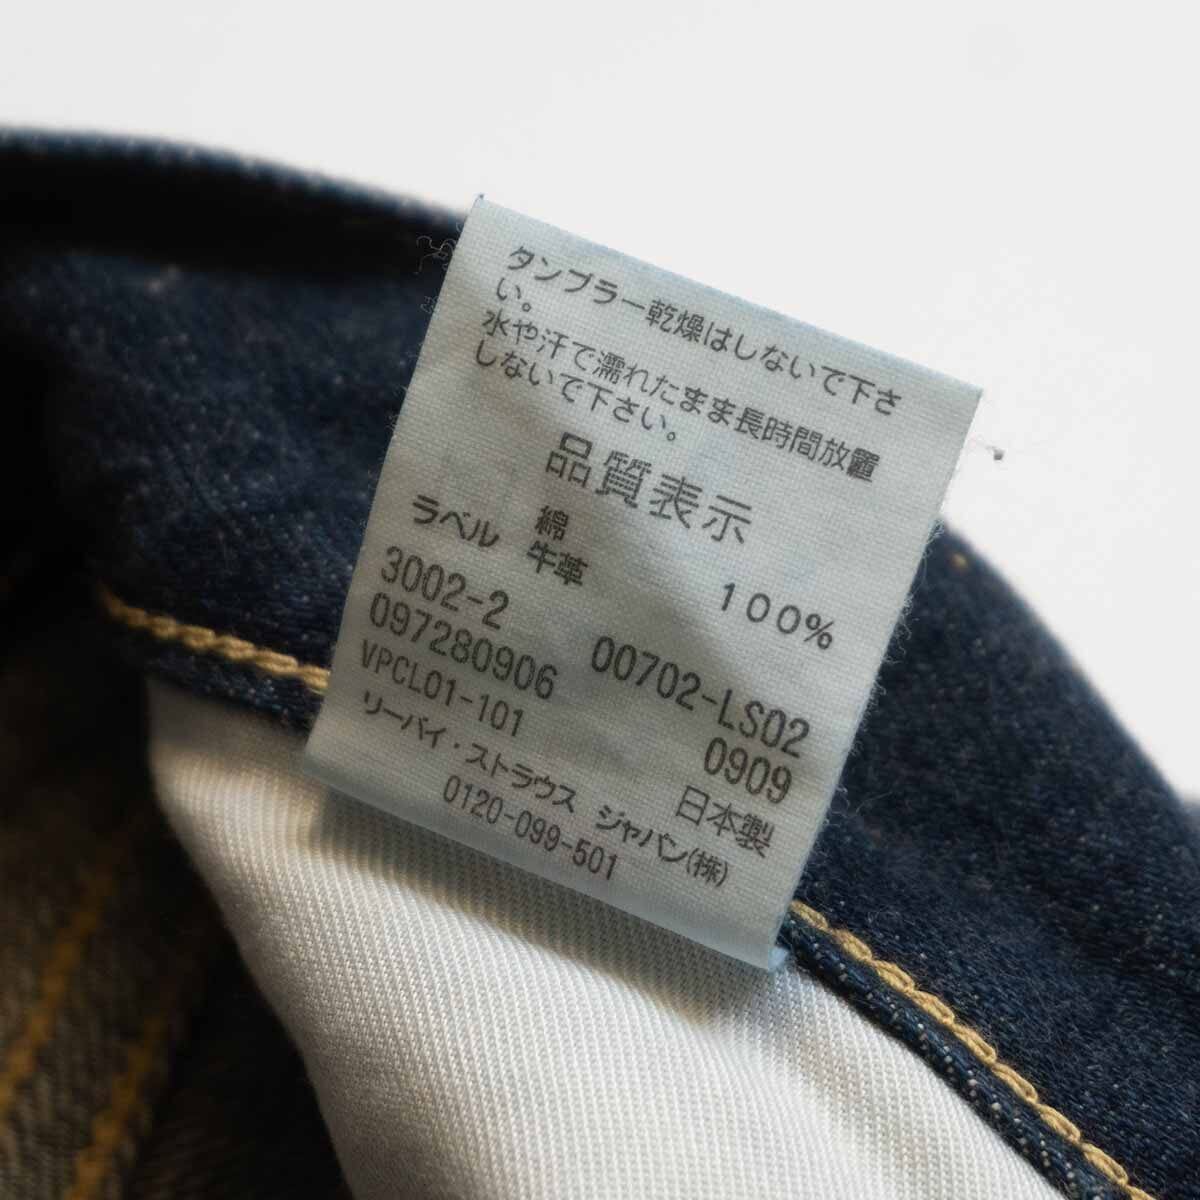 タンブラー乾燥はしないで下さ
い。
水や汗で濡れたまま長時間放置
しないで下さい。
品質表示
綿 100%
ラベル 牛革
3002-2 00702-LS02
097280906 0909
VPCL01-101 日本製
リーバイ・ストラウス ジャパン(株)
0120-099-501